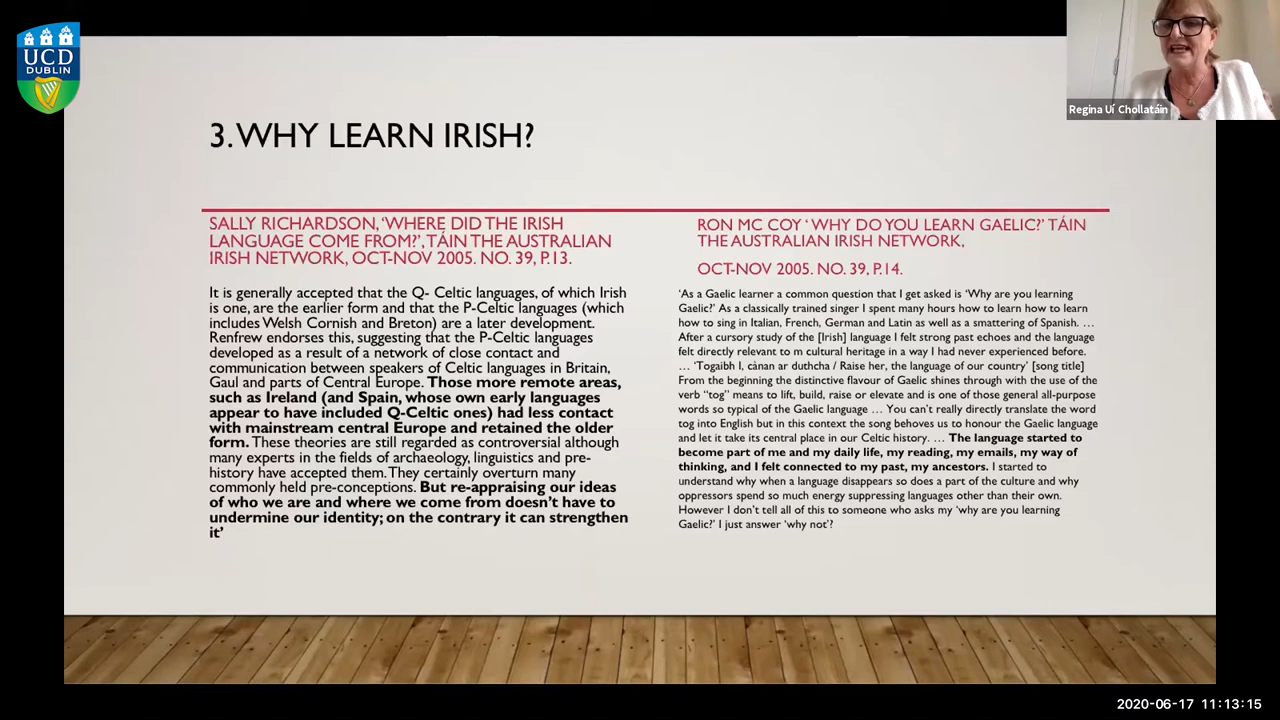 UCD
DUBLIN
Regina Uí Chollatáin
3. WHY LEARN IRISH?
SALLY RICHARDSON, ‘WHERE DID THE IRISH
LANGUAGE COME FROM?’, TÁIN THE AUSTRALIAN
IRISH NETWORK, OCT-NOV 2005. NO. 39, P.13.
It is generally accepted that the Q- Celtic languages, of which Irish
is one, are the earlier form and that the P-Celtic languages (which
includes Welsh Cornish and Breton) are a later development.
Renfrew endorses this, suggesting that the P-Celtic languages
developed as a result of a network of close contact and
communication between speakers of Celtic languages in Britain,
Gaul and parts of Central Europe. Those more remote areas,
such as Ireland (and Spain, whose own early languages
appear to have included Q-Celtic ones) had less contact
with mainstream central Europe and retained the older
form. These theories are still regarded as controversial although
many experts in the fields of archaeology, linguistics and pre-
history have accepted them. They certainly overturn many
commonly held pre-conceptions. But re-appraising our ideas
of who we are and where we come from doesn’t have to
undermine our identity; on the contrary it can strengthen
it’
RON MC COY ‘ WHY DO YOU LEARN GAELIC?’ TÁIN
THE AUSTRALIAN IRISH NETWORK,
OCT-NOV 2005. NO. 39, P.14.
‘As a Gaelic learner a common question that I get asked is ‘Why are you learning
Gaelic?’ As a classically trained singer I spent many hours how to learn how to learn
how to sing in Italian, French, German and Latin as well as a smattering of Spanish. …
After a cursory study of the [Irish] language I felt strong past echoes and the language
felt directly relevant to m cultural heritage in a way I had never experienced before.
… ‘Togaibh I, cànan ar duthcha / Raise her, the language of our country’ [song title]
From the beginning the distinctive flavour of Gaelic shines through with the use of the
verb “tog” means to lift, build, raise or elevate and is one of those general all-purpose
words so typical of the Gaelic language … You can’t really directly translate the word
tog into English but in this context the song behoves us to honour the Gaelic language
and let it take its central place in our Celtic history. … The language started to
become part of me and my daily life, my reading, my emails, my way of
thinking, and I felt connected to my past, my ancestors. I started to
understand why when a language disappears so does a part of the culture and why
oppressors spend so much energy suppressing languages other than their own.
However I don’t tell all of this to someone who asks my ‘why are you learning
Gaelic?’ I just answer ‘why not’?
2020-06-17 11:13:15